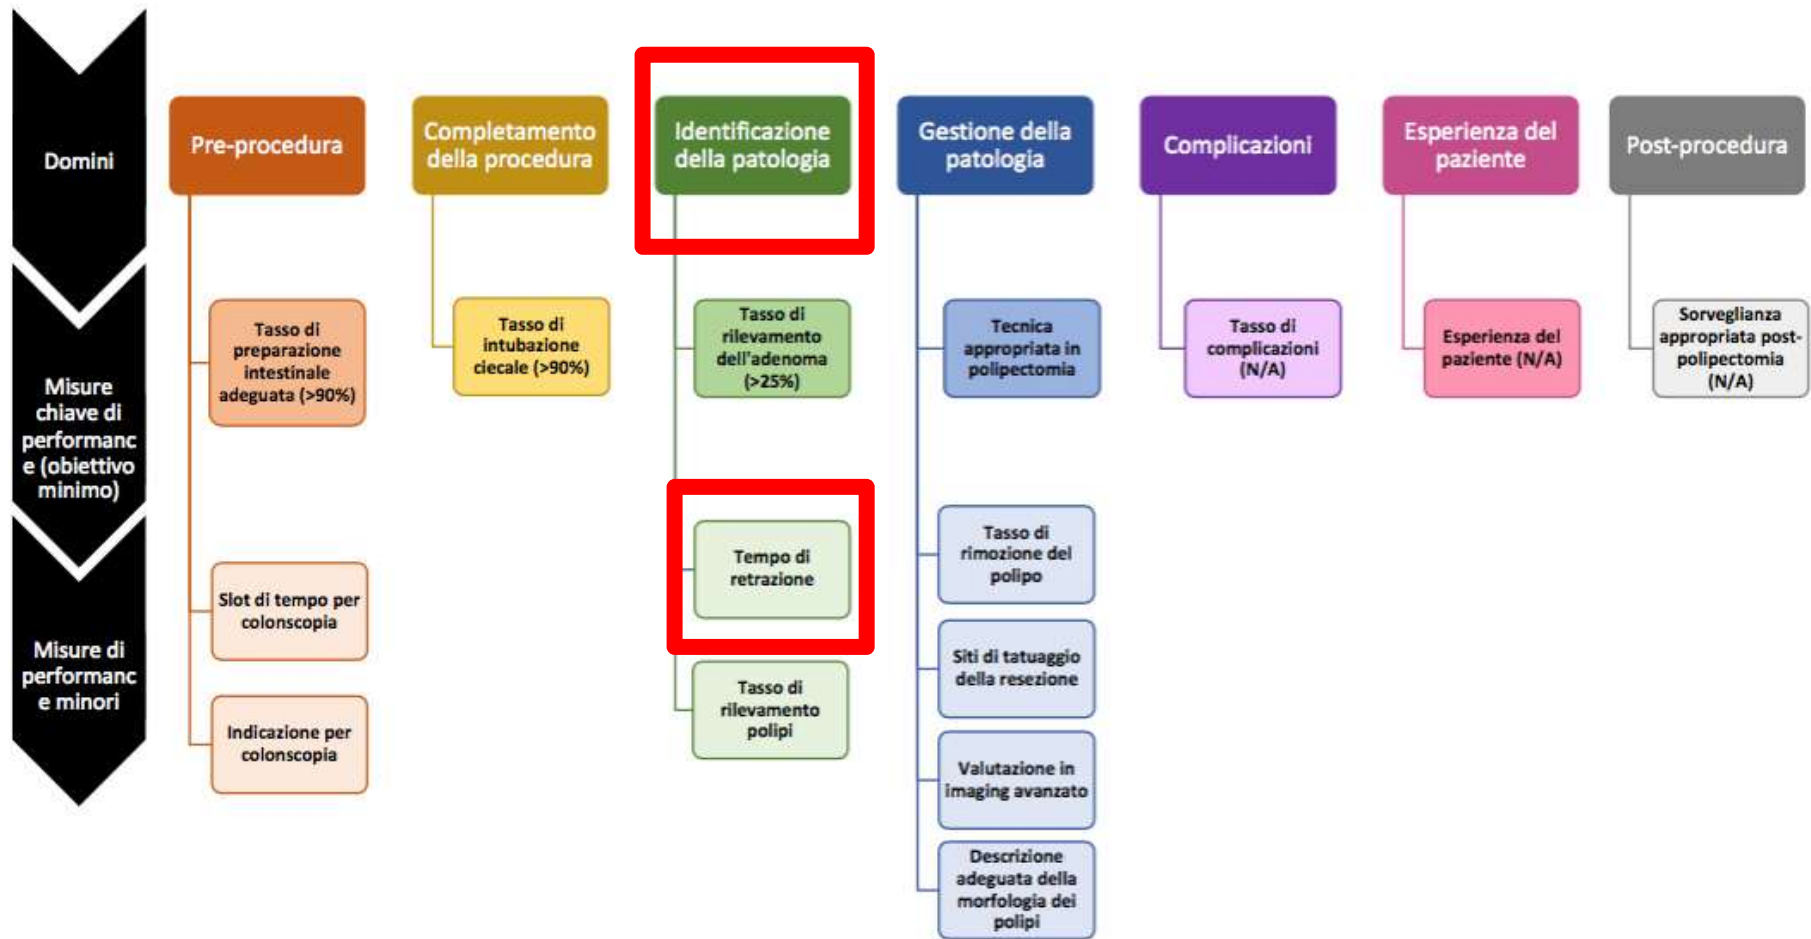 Domini
Pre-procedura
Completamento
della procedura
Identificazione
della patologia
Gestione della
patologia
Complicazioni
Esperienza del
paziente
Post-procedura
Misure
chiave di
performanc
e (obiettivo
minimo)
Tasso di
preparazione
intestinale
adeguata (>90%)
Tasso di
intubazione
ciecale (>90%)
Tasso di
rilevamento
dell'adenoma
(>25%)
Tecnica
appropriata in
polipectomia
Tasso di
complicazioni
(N/A)
Esperienza del
paziente (N/A)
Sorveglianza
appropriata post-
polipectomia
(N/A)
Misure di
performanc
e minori
Slot di tempo per
colonscopia
Indicazione per
colonscopia
Tempo di
retrazione
Tasso di
rilevamento
polipi
Tasso di
rimozione del
polipo
Siti di tatuaggio
della resezione
Valutazione in
imaging avanzato
Descrizione
adeguata della
morfologia dei
polipi